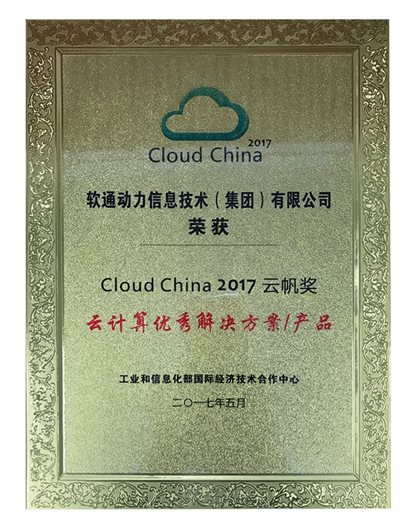 2017
Cloud China
软通动力信息技术（集团）有限公司
荣获
Cloud China 2017 云帆奖
云计算优秀解决方案/产品
工业和信息化部国际经济技术合作中心
二〇一七年五月